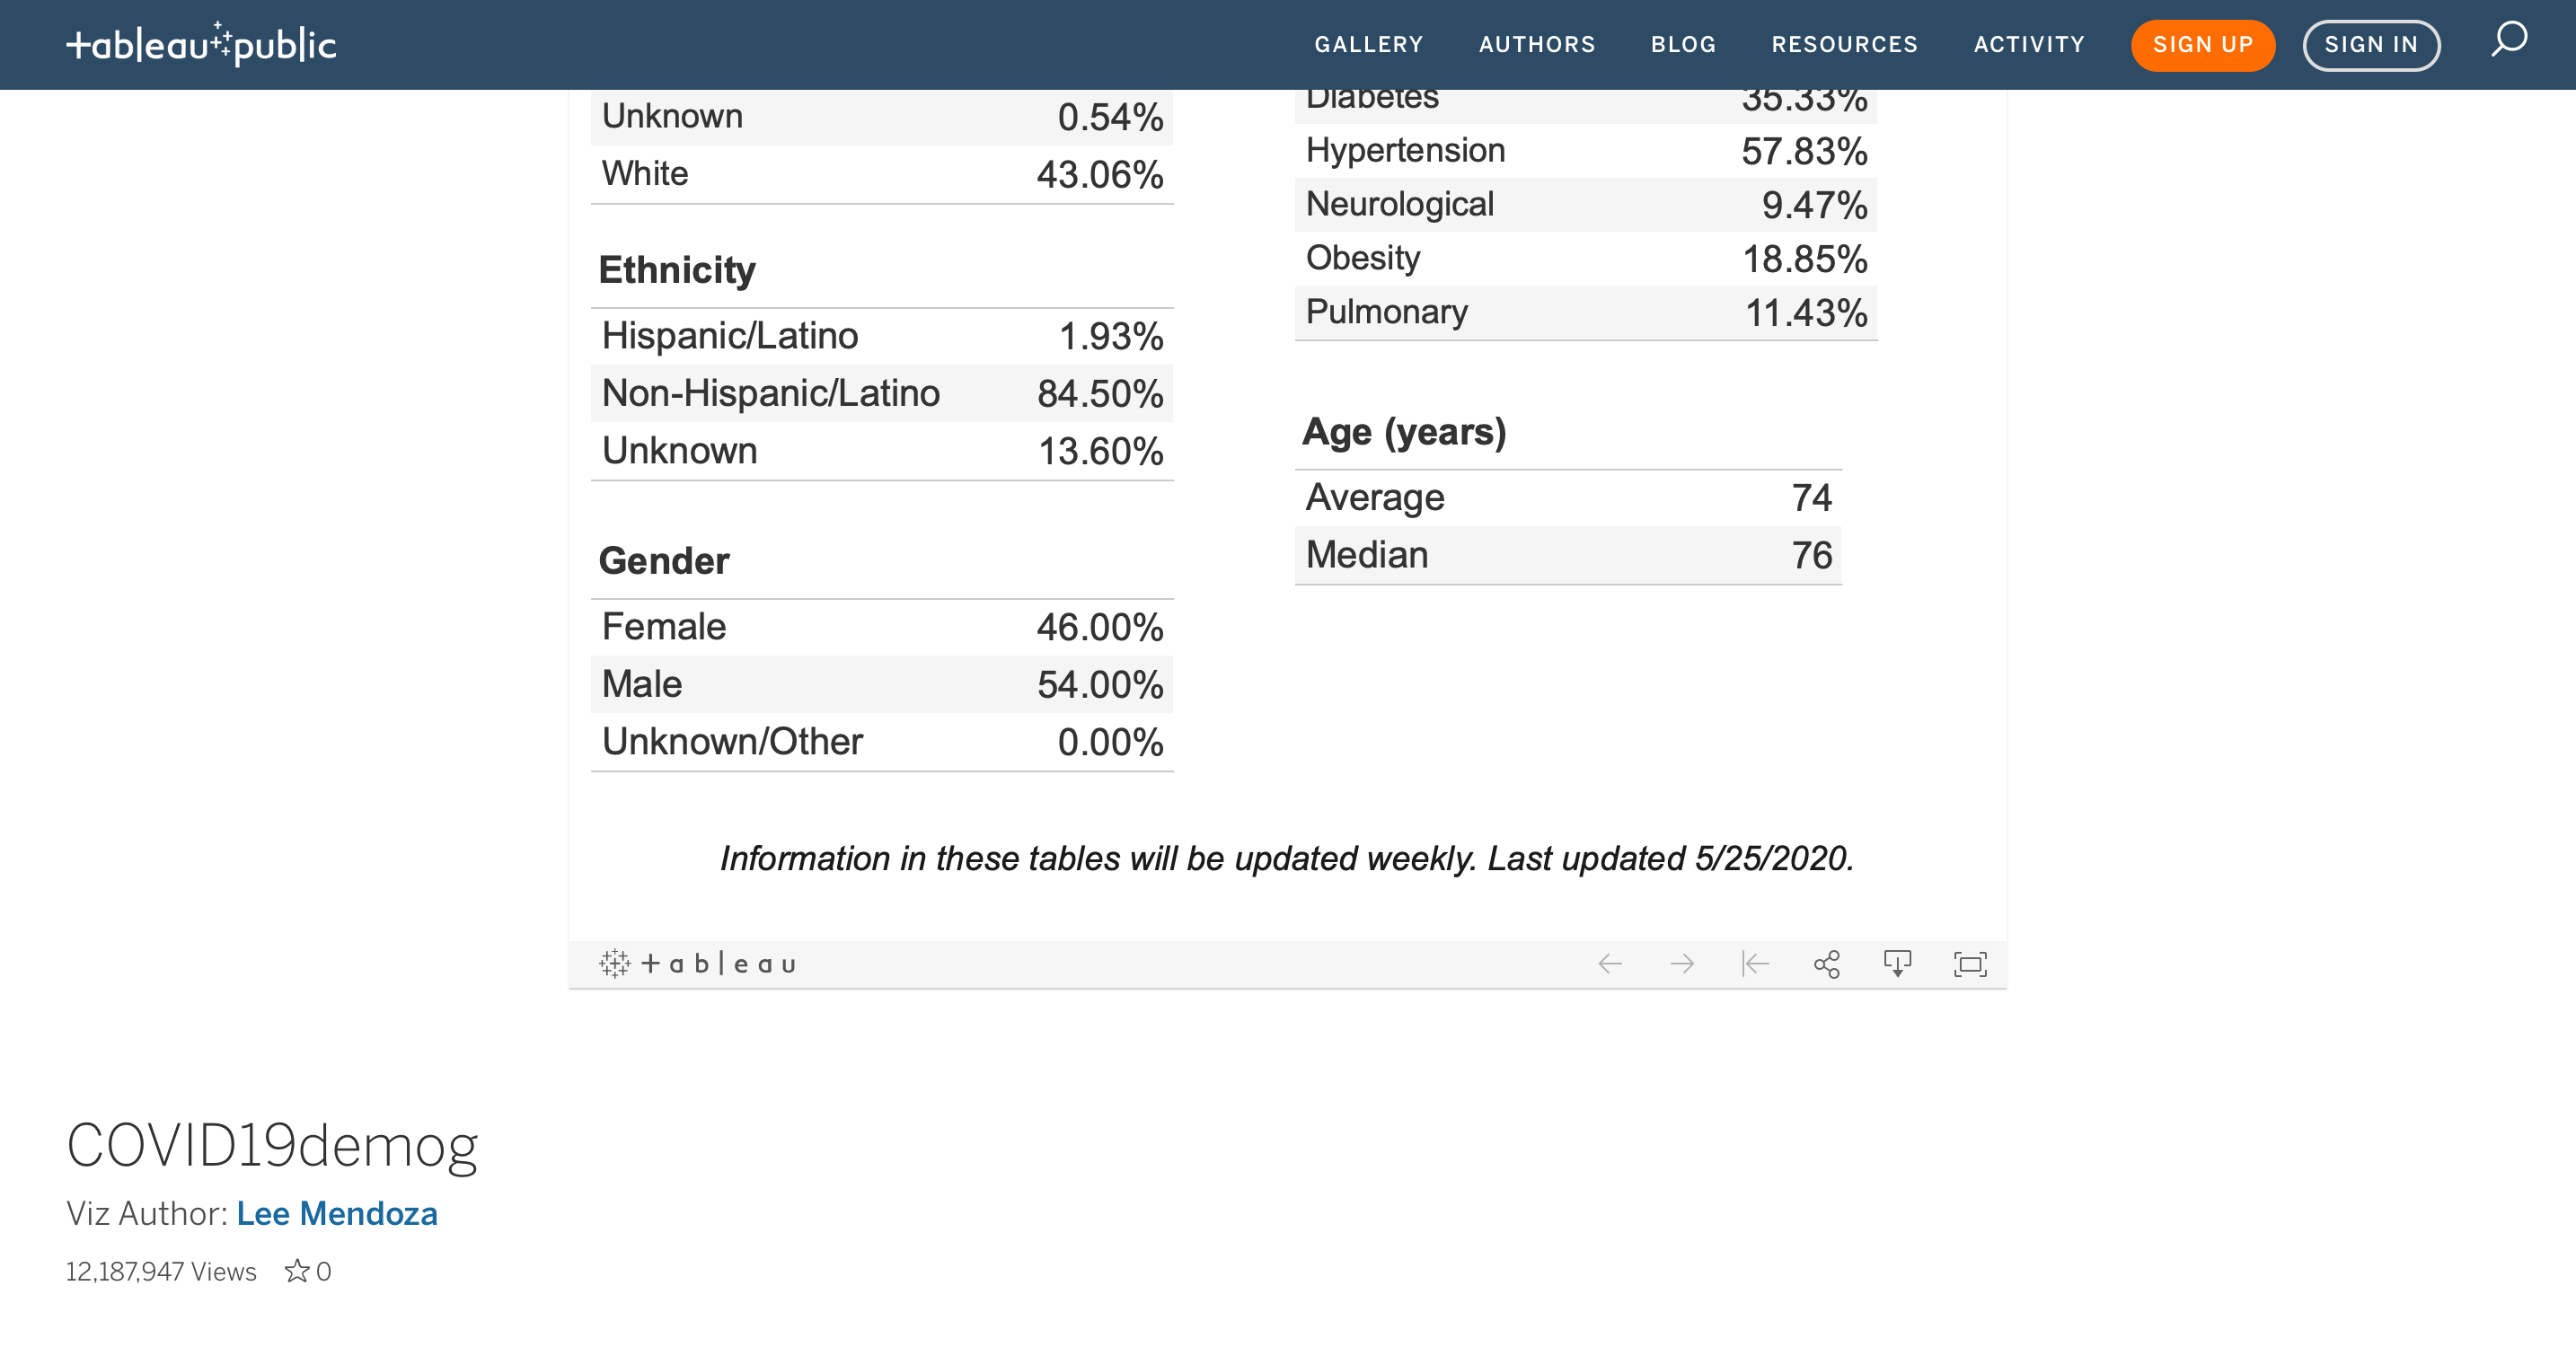 +ableau public
GALLERY AUTHORS BLOG RESOURCES ACTIVITY SIGN UP SIGN IN
Unknown 0.54%
White 43.06%
Ethnicity
Hispanic/Latino 1.93%
Non-Hispanic/Latino 84.50%
Unknown 13.60%
Gender
Female 46.00%
Male 54.00%
Unknown/Other 0.00%
Diabetes 35.33%
Hypertension 57.83%
Neurological 9.47%
Obesity 18.85%
Pulmonary 11.43%
Age (years)
Average 74
Median 76
Information in these tables will be updated weekly. Last updated 5/25/2020.
+ableau
COVID19demog
Viz Author: Lee Mendoza
12,187,947 Views 0